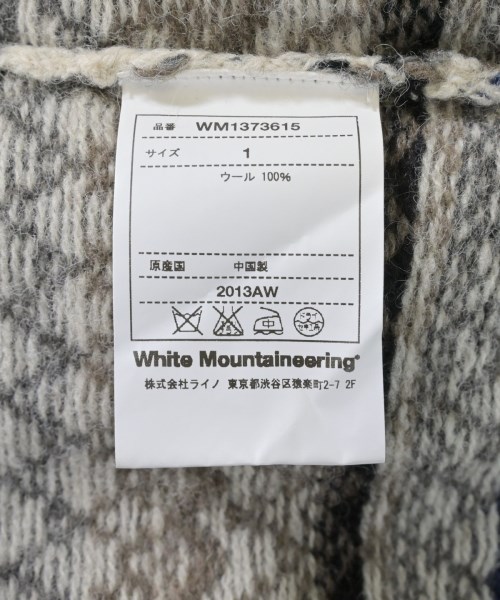 品番 WM1373615
サイズ 1
ウール 100%
原産国 中国製
2013AW
White Mountaineering®
株式会社ライノ 東京都渋谷区猿楽町2-7 2F